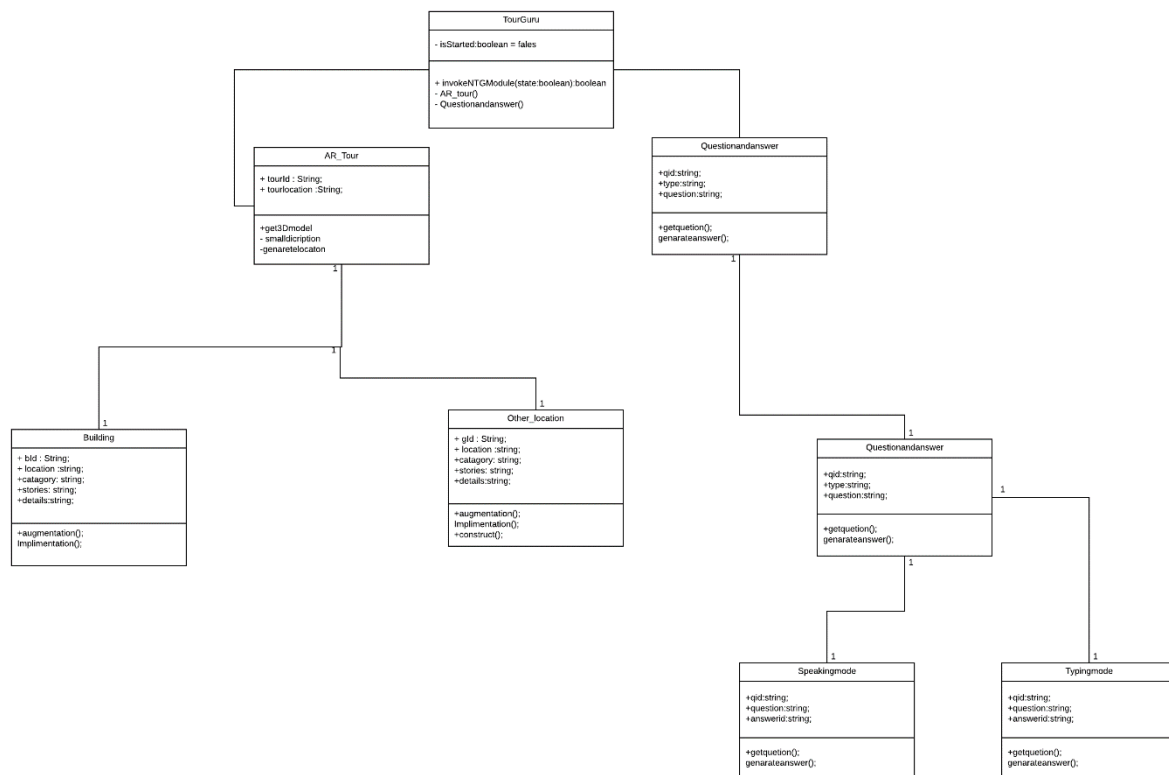 TourGuru
- isStarted:boolean = fales
+ invokeNTGModule(state:boolean):boolean
- AR_tour()
- Questionandanswer()
AR_Tour
+ tourId : String;
+ tourlocation :String;
+get3Dmodel
- smalldicription
-genaretelocaton
1
Questionandanswer
+qid:string;
+type:string;
+question:string;
+getquetion();
genarateanswer();
1
1
1
Building
+ bId : String;
+ location :string;
+catagory: string;
+stories: string;
+details:string;
+augmentation();
Implimentation();
1
Other_location
+ gId : String;
+ location :string;
+catagory: string;
+stories: string;
+details:string;
+augmentation();
Implimentation();
+construct();
1
Questionandanswer
+qid:string;
+type:string;
+question:string;
+getquetion();
genarateanswer();
1
1
1
Speakingmode
+qid:string;
+question:string;
+answerid:string;
+getquetion();
genarateanswer();
1
Typingmode
+qid:string;
+question:string;
+answerid:string;
+getquetion();
genarateanswer();